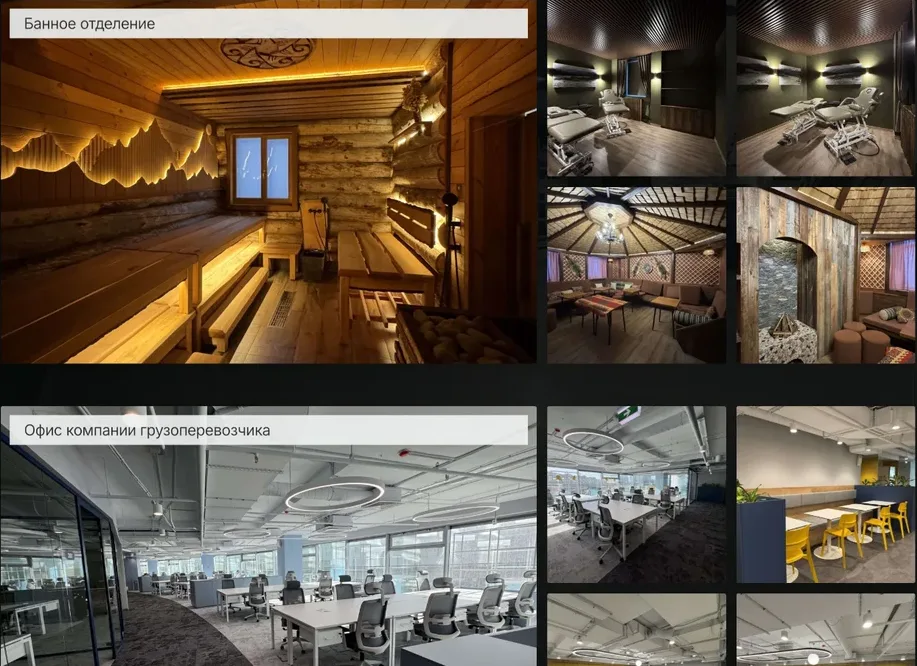 Банное отделение
Офис компании грузоперевозчика